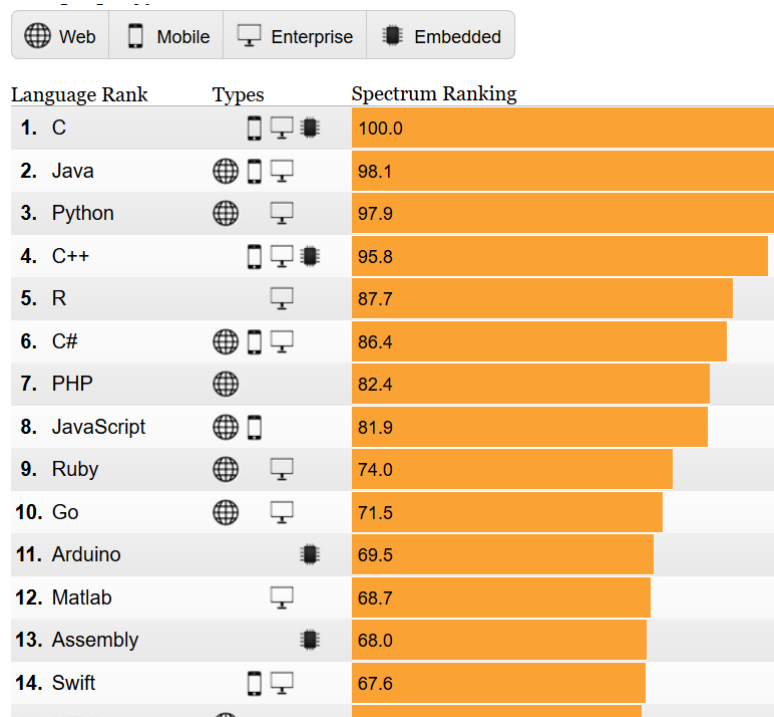 Web Mobile Enterprise Embedded
Language Rank Types Spectrum Ranking
1. C 100.0
2. Java 98.1
3. Python 97.9
4. C++ 95.8
5. R 87.7
6. C# 86.4
7. PHP 82.4
8. JavaScript 81.9
9. Ruby 74.0
10. Go 71.5
11. Arduino 69.5
12. Matlab 68.7
13. Assembly 68.0
14. Swift 67.6